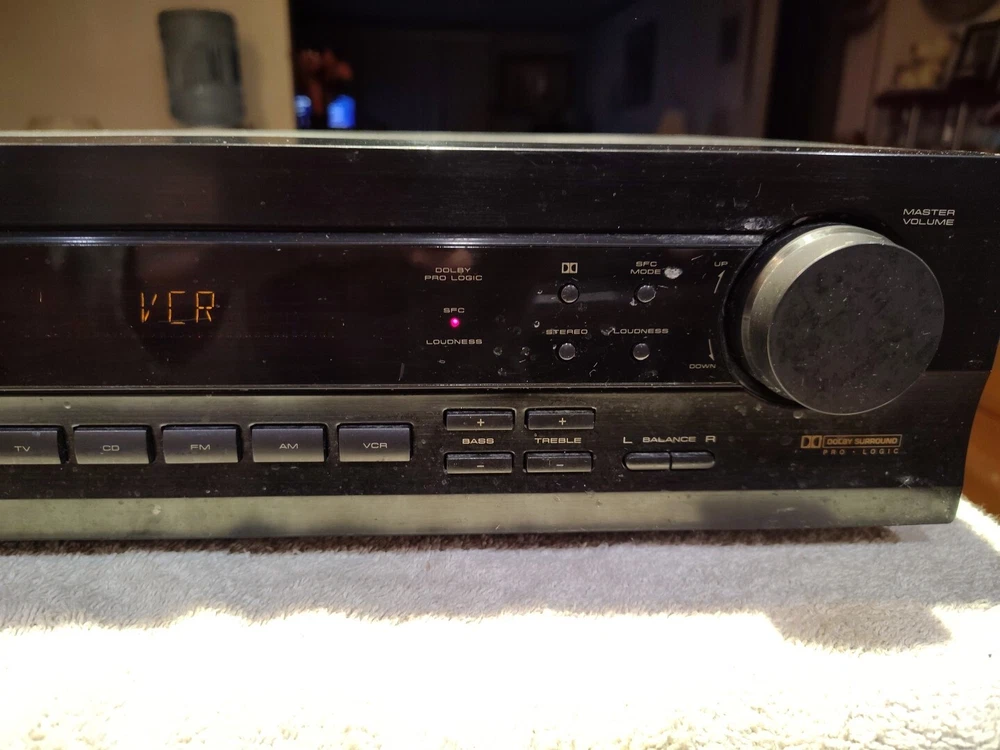 MASTER
VOLUME
DOLBY
PRO LOGIC
SFC
MODE
UP
VCR
SFC
LOUDNESS
STEREO
LOUDNESS
DOWN
TV
CD
FM
AM
VCR
+
+
BASS
TREBLE
-
-
L BALANCE R
DOLBY SURROUND
PRO · LOGIC